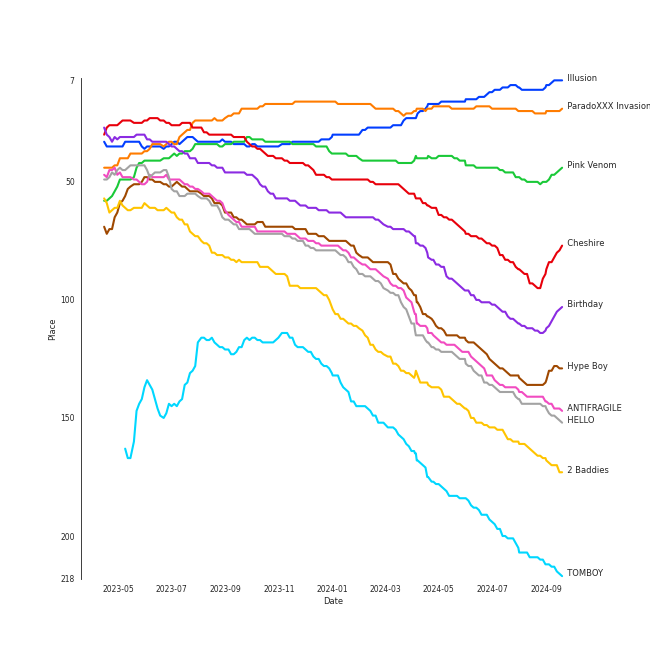 7
50
100
150
200
218
Place
2023-05
2023-07
2023-09
2023-11
2024-01
2024-03
2024-05
2024-07
2024-09
Date
Illusion
ParadoXXX Invasion
Pink Venom
Cheshire
Birthday
Hype Boy
ANTIFRAGILE
HELLO
2 Baddies
TOMBOY